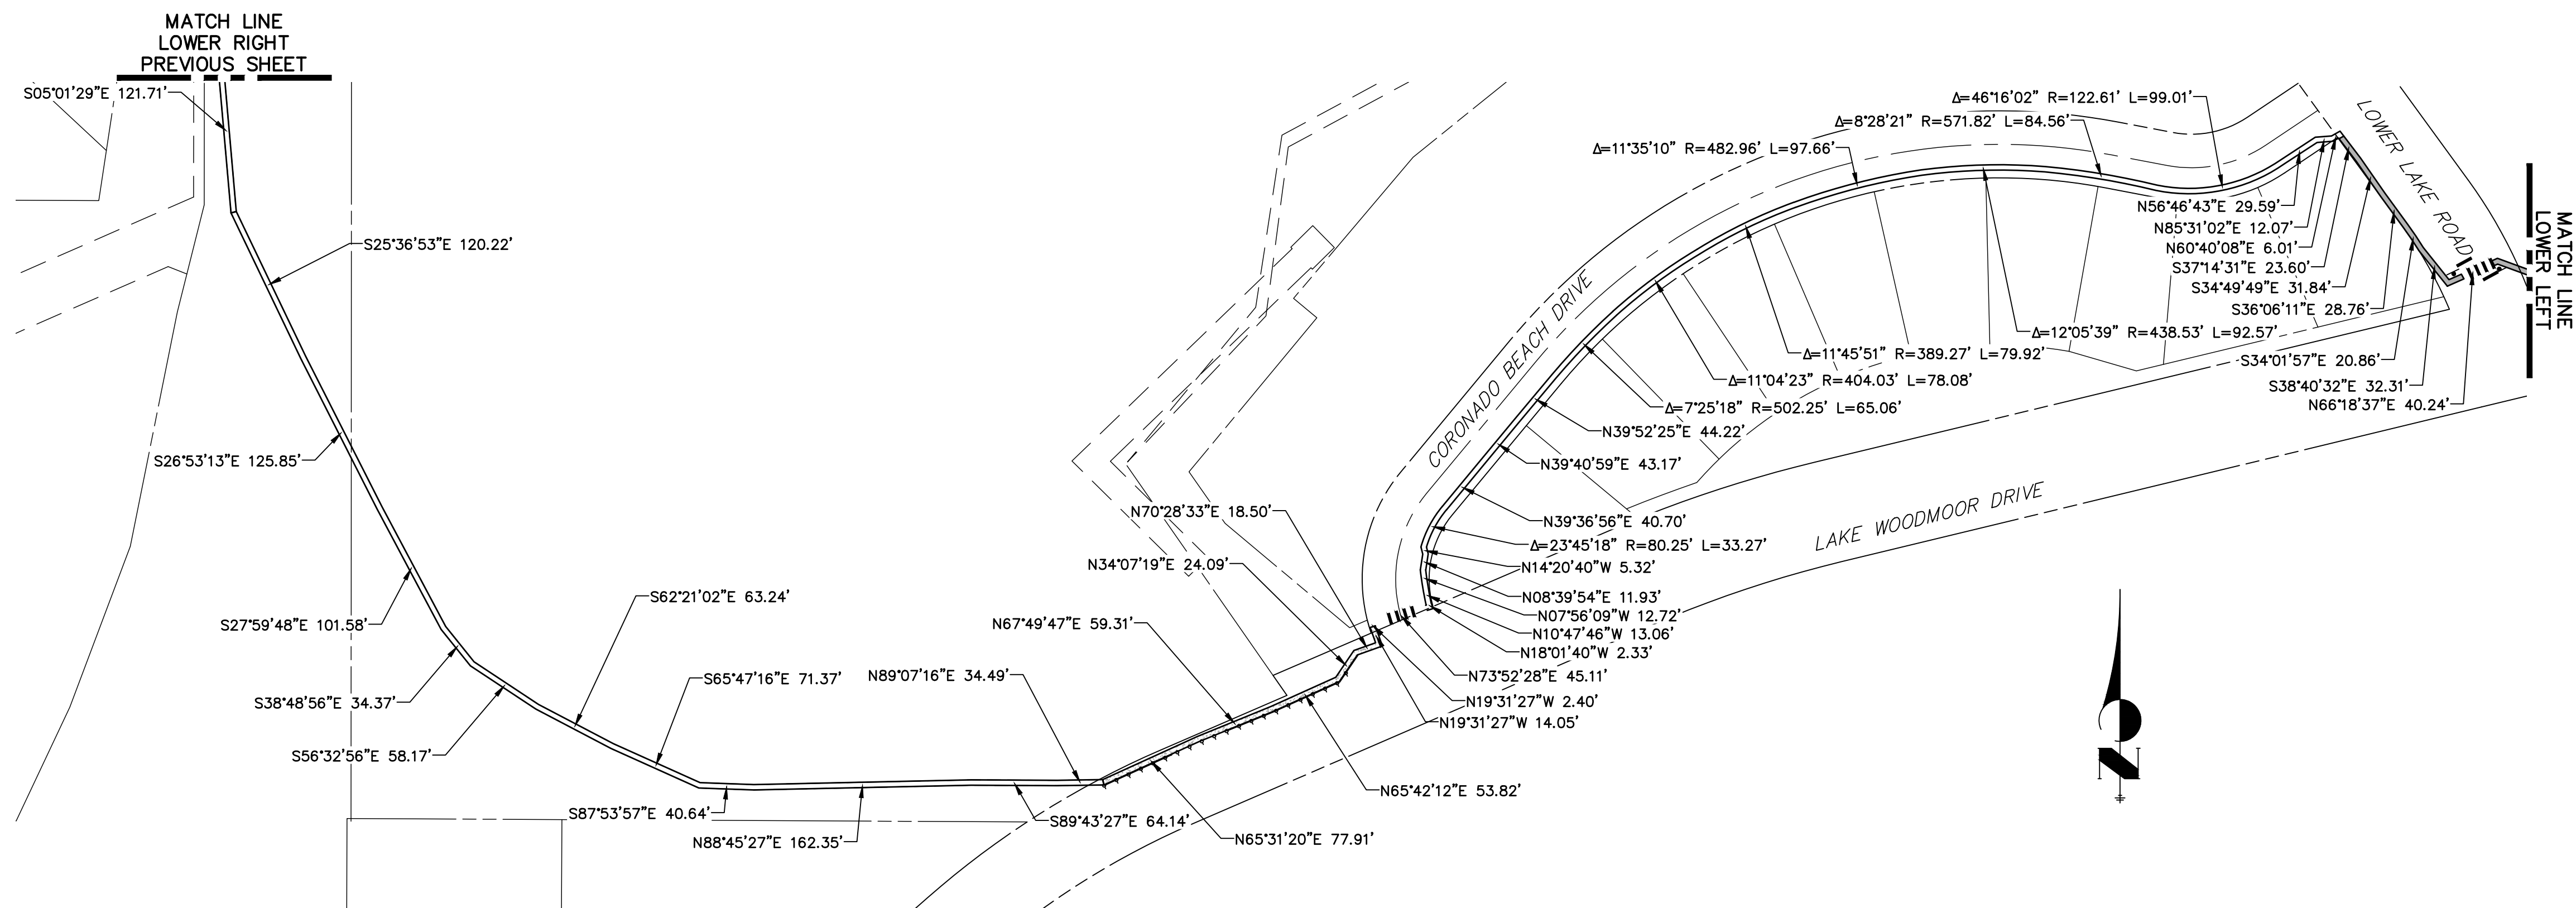 MATCH LINE
LOWER RIGHT
PREVIOUS SHEET
S05°01'29"E 121.71'
S25°36'53"E 120.22'
S26°53'13"E 125.85'
S27°59'48"E 101.58'
S38°48'56"E 34.37'
S56°32'56"E 58.17'
S62°21'02"E 63.24'
S65°47'16"E 71.37'
S87°53'57"E 40.64'
N88°45'27"E 162.35'
S89°43'27"E 64.14'
N89°07'16"E 34.49'
N65°31'20"E 77.91'
N67°49'47"E 59.31'
N65°42'12"E 53.82'
N34°07'19"E 24.09'
N70°28'33"E 18.50'
N19°31'27"W 14.05'
N19°31'27"W 2.40'
N73°52'28"E 45.11'
N18°01'40"W 2.33'
N10°47'46"W 13.06'
N07°56'09"W 12.72'
N08°39'54"E 11.93'
N14°20'40"W 5.32'
Δ=23°45'18" R=80.25' L=33.27'
N39°36'56"E 40.70'
N39°40'59"E 43.17'
N39°52'25"E 44.22'
Δ=7°25'18" R=502.25' L=65.06'
Δ=11°04'23" R=404.03' L=78.08'
Δ=11°45'51" R=389.27' L=79.92'
Δ=11°35'10" R=482.96' L=97.66'
Δ=12°05'39" R=438.53' L=92.57'
Δ=8°28'21" R=571.82' L=84.56'
Δ=46°16'02" R=122.61' L=99.01'
N56°46'43"E 29.59'
N85°31'02"E 12.07'
N60°40'08"E 6.01'
S37°14'31"E 23.60'
S34°49'49"E 31.84'
S36°06'11"E 28.76'
S34°01'57"E 20.86'
S38°40'32"E 32.31'
N66°18'37"E 40.24'
CORONADO BEACH DRIVE
LAKE WOODMOOR DRIVE
LOWER LAKE ROAD
MATCH LINE
LOWER LEFT
N